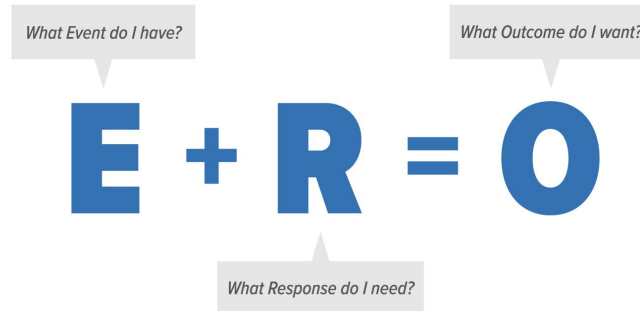 What Event do I have?
What Outcome do I want?
E + R = O
What Response do I need?